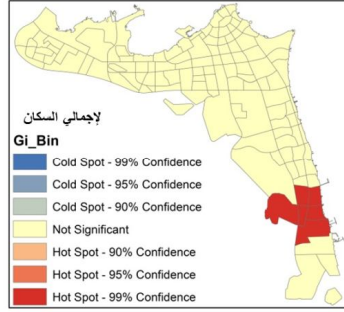 لإجمالي السكان
Gi_Bin
Cold Spot - 99% Confidence
Cold Spot - 95% Confidence
Cold Spot - 90% Confidence
Not Significant
Hot Spot - 90% Confidence
Hot Spot - 95% Confidence
Hot Spot - 99% Confidence